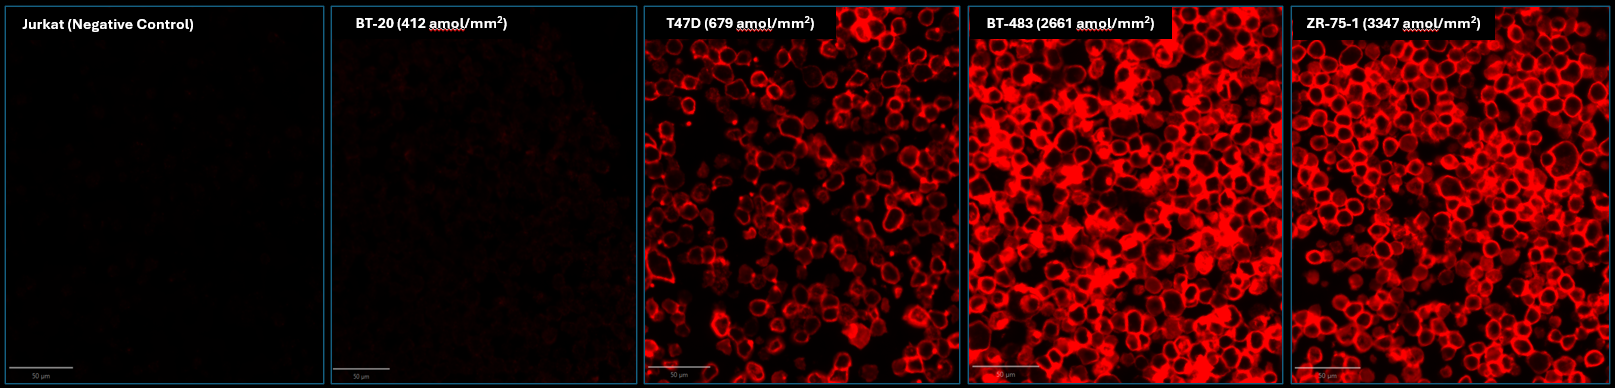 Jurkat (Negative Control)
BT-20 (412 amol/mm²)
T47D (679 amol/mm²)
BT-483 (2661 amol/mm²)
ZR-75-1 (3347 amol/mm²)
50 µm
50 µm
50 µm
50 µm
50 µm